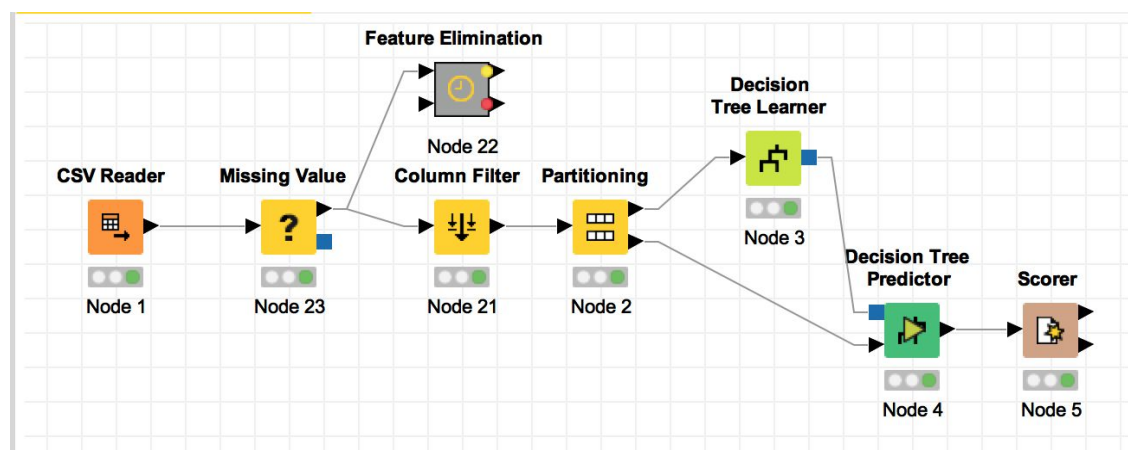 Feature Elimination
Node 22
Decision
Tree Learner
Node 3
CSV Reader
Node 1
Missing Value
?
Node 23
Column Filter
Node 21
Partitioning
Node 2
Decision Tree
Predictor
Node 4
Scorer
Node 5